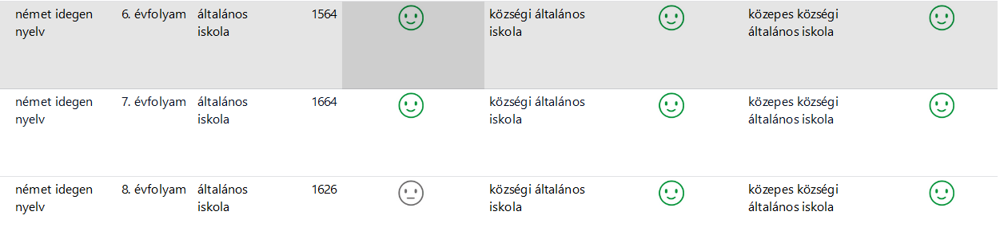 német idegen 6. évfolyam általános 1564 községi általános közepes községi
nyelv iskola iskola általános iskola
német idegen 7. évfolyam általános 1664 községi általános közepes községi
nyelv iskola iskola általános iskola
német idegen 8. évfolyam általános 1626 községi általános közepes községi
nyelv iskola iskola általános iskola